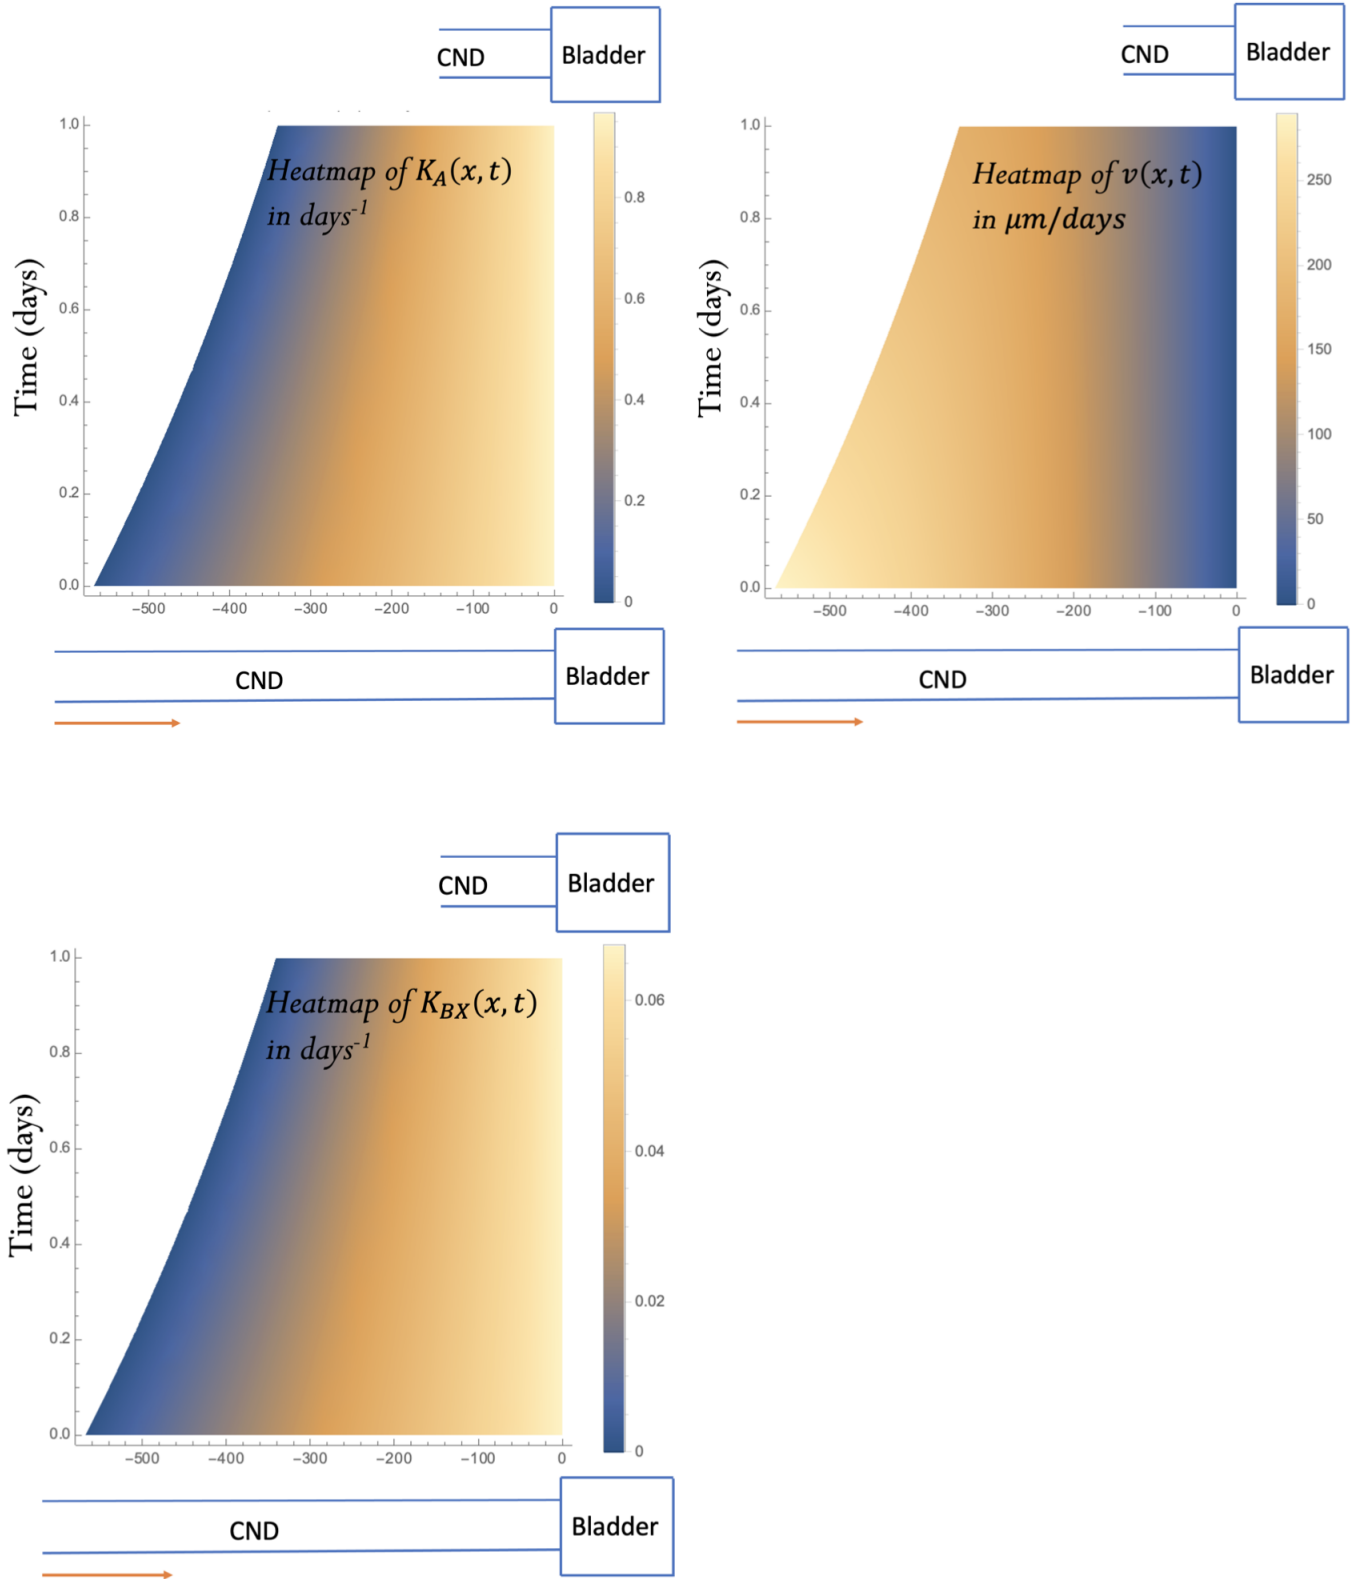 CND
Bladder
CND
Bladder
1.0
0.8
0.6
0.4
0.2
0.0
Time (days)
Heatmap of K_A(x, t)
in days⁻¹
0.8
0.6
0.4
0.2
0
−500 −400 −300 −200 −100 0
1.0
0.8
0.6
0.4
0.2
0.0
Time (days)
Heatmap of v(x, t)
in μm/days
250
200
150
100
50
0
−500 −400 −300 −200 −100 0
CND
Bladder
CND
Bladder
CND
Bladder
1.0
0.8
0.6
0.4
0.2
0.0
Time (days)
Heatmap of K_BX(x, t)
in days⁻¹
0.06
0.04
0.02
0
−500 −400 −300 −200 −100 0
CND
Bladder